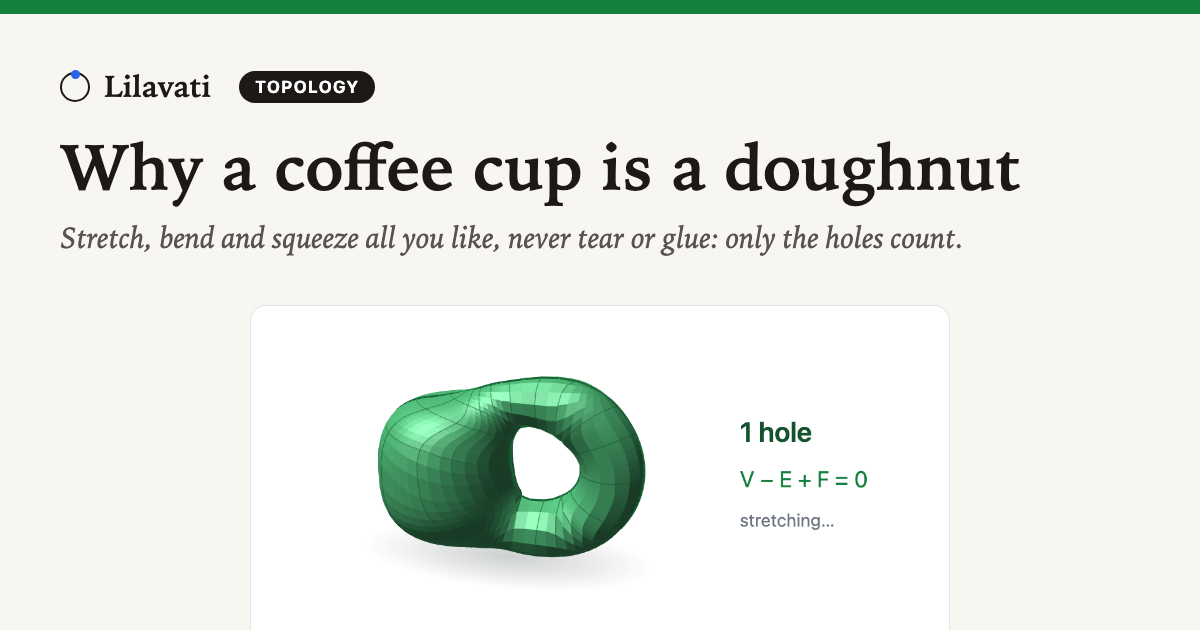 Lilavati TOPOLOGY
Why a coffee cup is a doughnut
Stretch, bend and squeeze all you like, never tear or glue: only the holes count.
1 hole
V – E + F = 0
stretching...